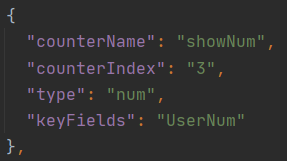 {
"counterName": "showNum",
"counterIndex": "3",
"type": "num",
"keyFields": "UserNum"
},